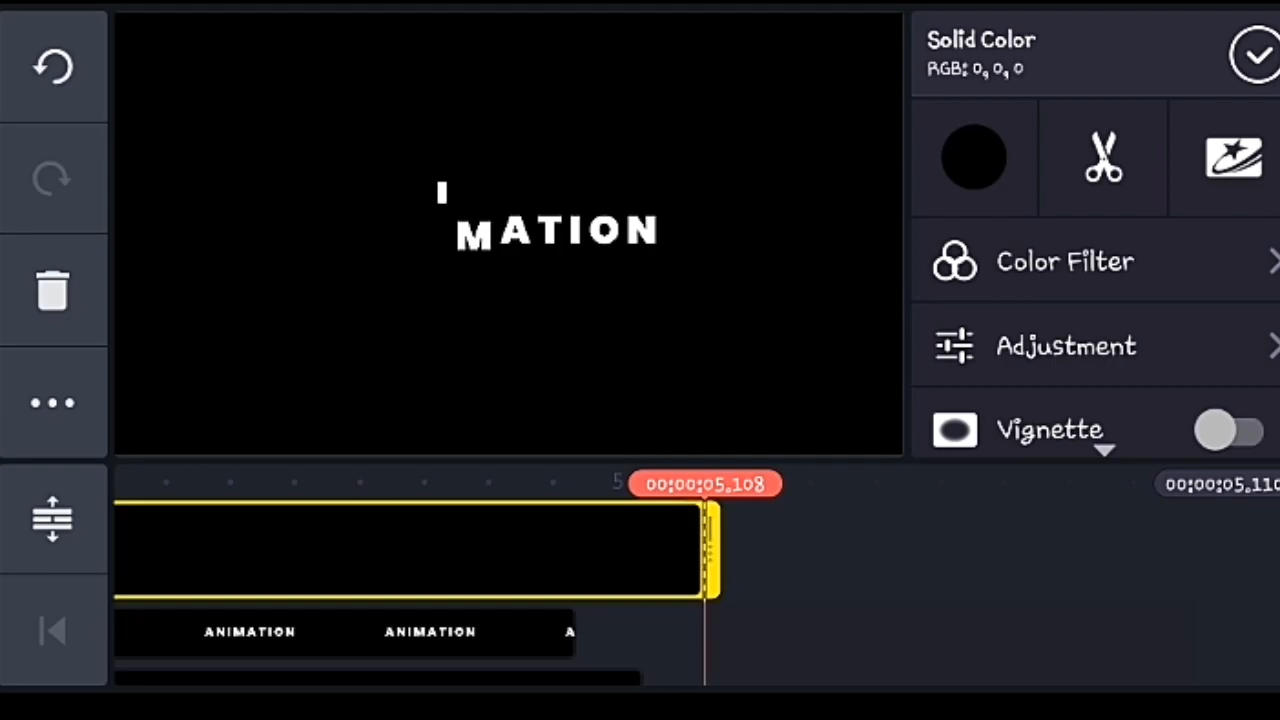 Solid Color
RGB: 0, 0, 0
I
MATION
Color Filter
Adjustment
Vignette
5
00:00:05.108
00:00:05.110
ANIMATION ANIMATION A